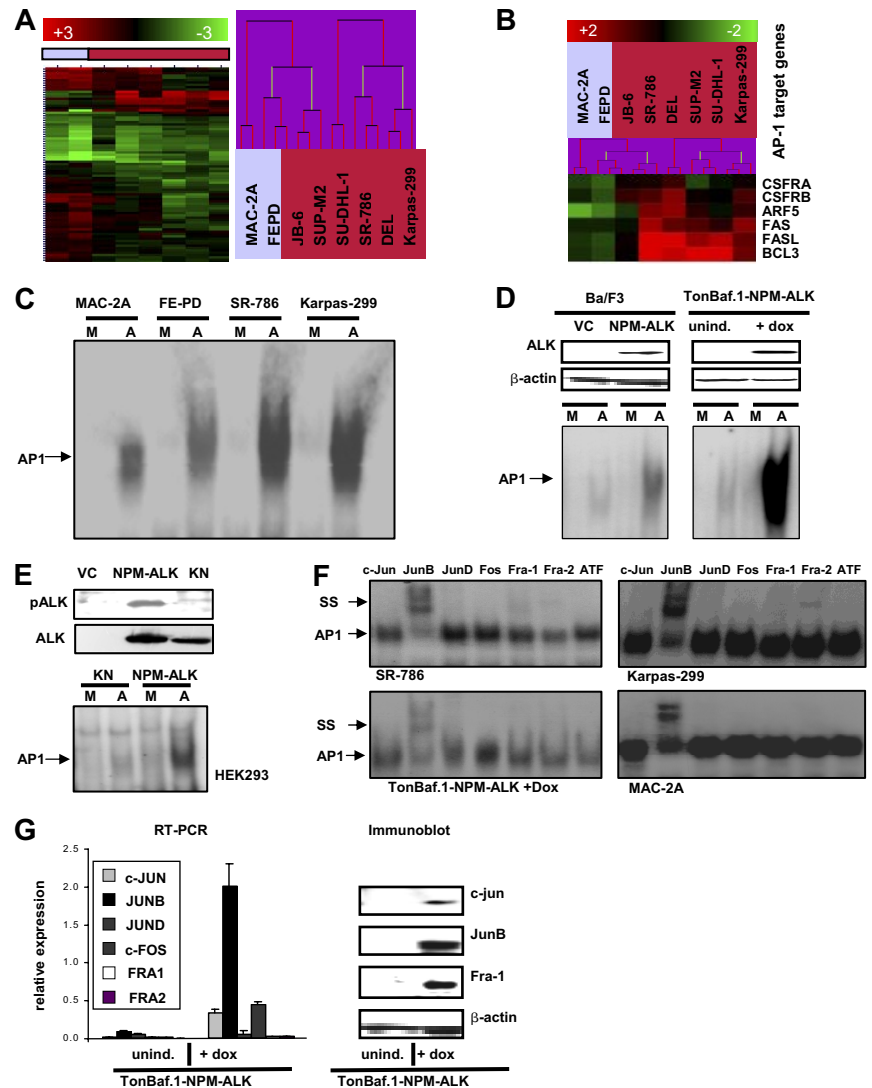 A
+3 -3
MAC-2A
FEPD
JB-6
SUP-M2
SU-DHL-1
SR-786
DEL
Karpas-299
B
+2 -2
MAC-2A
FEPD
JB-6
SR-786
DEL
SUP-M2
SU-DHL-1
Karpas-299
AP-1 target genes
CSFRA
CSFRB
ARF5
FAS
FASL
BCL3
C
MAC-2A FE-PD SR-786 Karpas-299
M A M A M A M A
AP1
D
Ba/F3 TonBaf.1-NPM-ALK
VC NPM-ALK unind. + dox
ALK
β-actin
M A M A M A M A
AP1
E
VC NPM-ALK KN
pALK
ALK
KN NPM-ALK
M A M A
AP1
HEK293
F
c-Jun JunB JunD Fos Fra-1 Fra-2 ATF c-Jun JunB JunD Fos Fra-1 Fra-2 ATF
SS
AP1
SR-786 Karpas-299
SS
AP1
TonBaf.1-NPM-ALK +Dox MAC-2A
G
RT-PCR Immunoblot
relative expression
2.5
2.0
1.5
1.0
0.5
0.0
c-JUN
JUNB
JUND
c-FOS
FRA1
FRA2
unind. + dox
TonBaf.1-NPM-ALK
c-jun
JunB
Fra-1
β-actin
unind. + dox
TonBaf.1-NPM-ALK